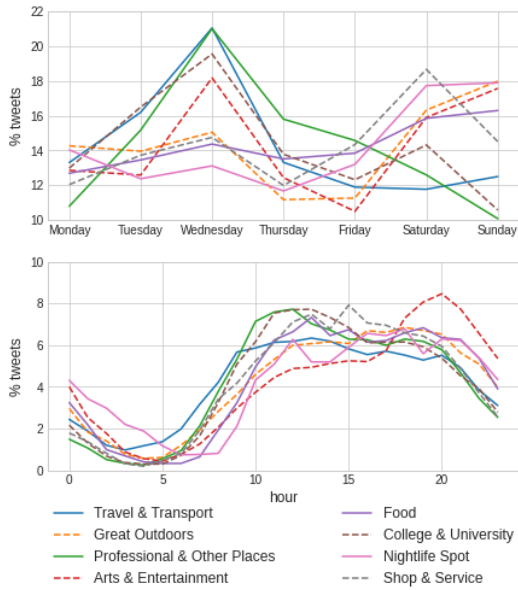 22
20
18
16
14
12
10
% tweets
Monday Tuesday Wednesday Thursday Friday Saturday Sunday
10
8
6
4
2
0
% tweets
0 5 10 15 20
hour
Travel & Transport
Great Outdoors
Professional & Other Places
Arts & Entertainment
Food
College & University
Nightlife Spot
Shop & Service